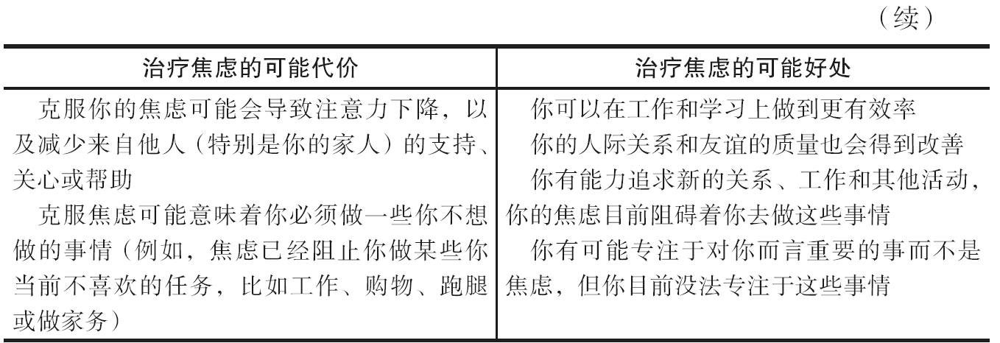 （续）
治疗焦虑的可能代价
克服你的焦虑可能会导致注意力下降，以
及减少来自他人（特别是你的家人）的支持、
关心或帮助
克服焦虑可能意味着你必须做一些你不想
做的事情（例如，焦虑已经阻止你做某些你
当前不喜欢的任务，比如工作、购物、跑腿
或做家务）
治疗焦虑的可能好处
你可以在工作和学习上做到更有效率
你的人际关系和友谊的质量也会得到改善
你有能力追求新的关系、工作和其他活动，
你的焦虑目前阻碍着你去做这些事情
你有可能专注于对你而言重要的事而不是
焦虑，但你目前没法专注于这些事情